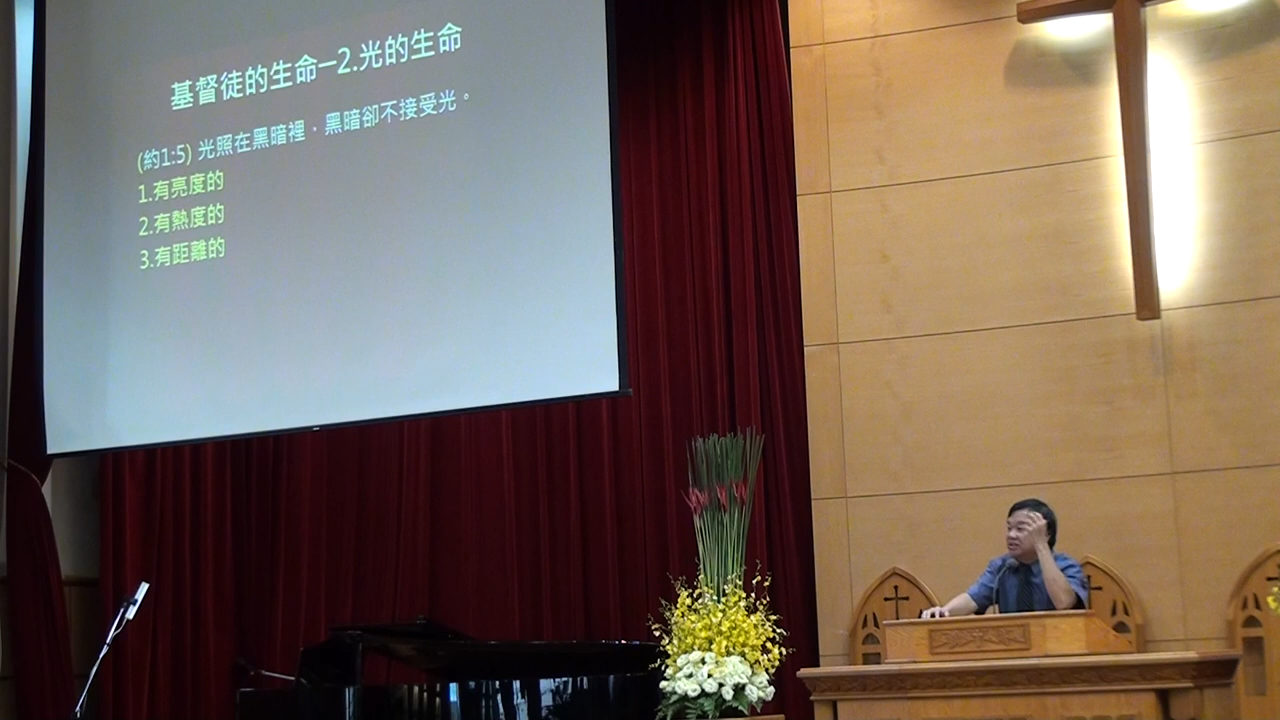 基督徒的生命–2.光的生命
(約1:5) 光照在黑暗裡，黑暗卻不接受光。
1.有亮度的
2.有熱度的
3.有距離的